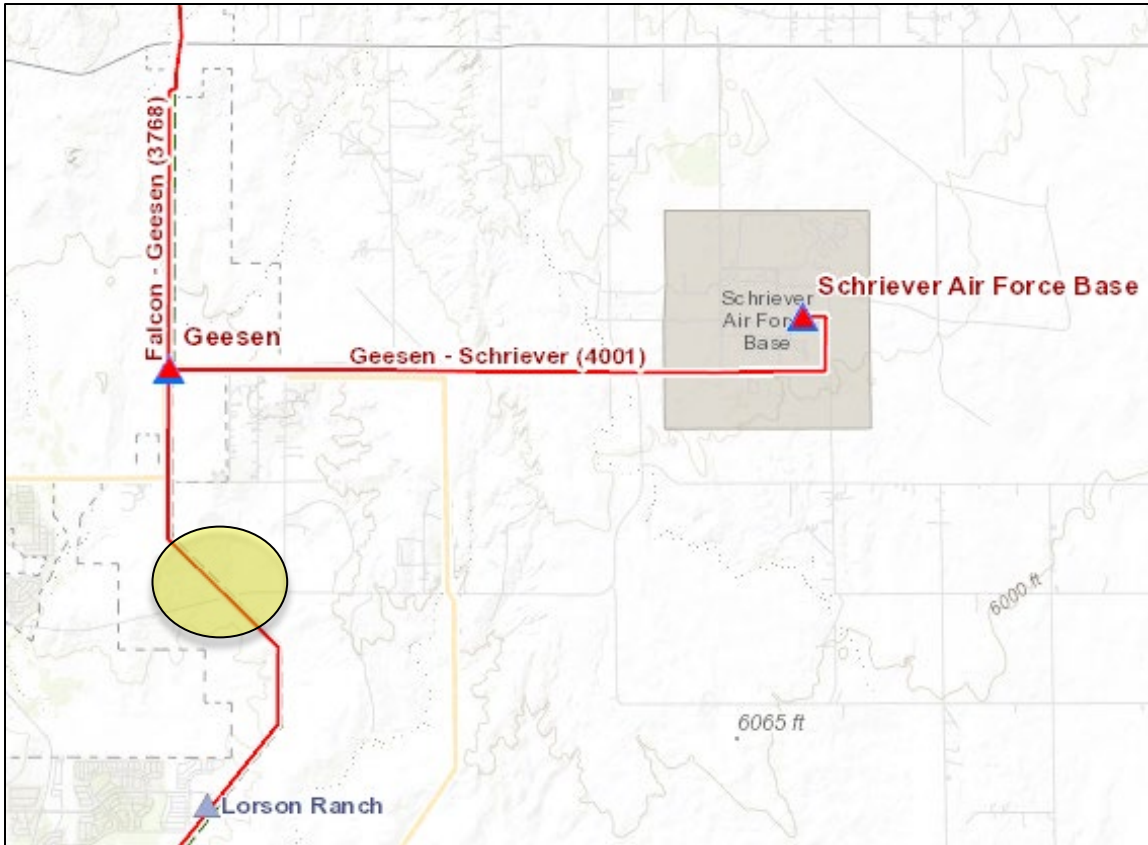 Falcon - Geesen (3768)
Geesen
Geesen - Schriever (4001)
Schriever Air Force Base
Schriever
Air Force
Base
6000 ft
6065 ft
Lorson Ranch